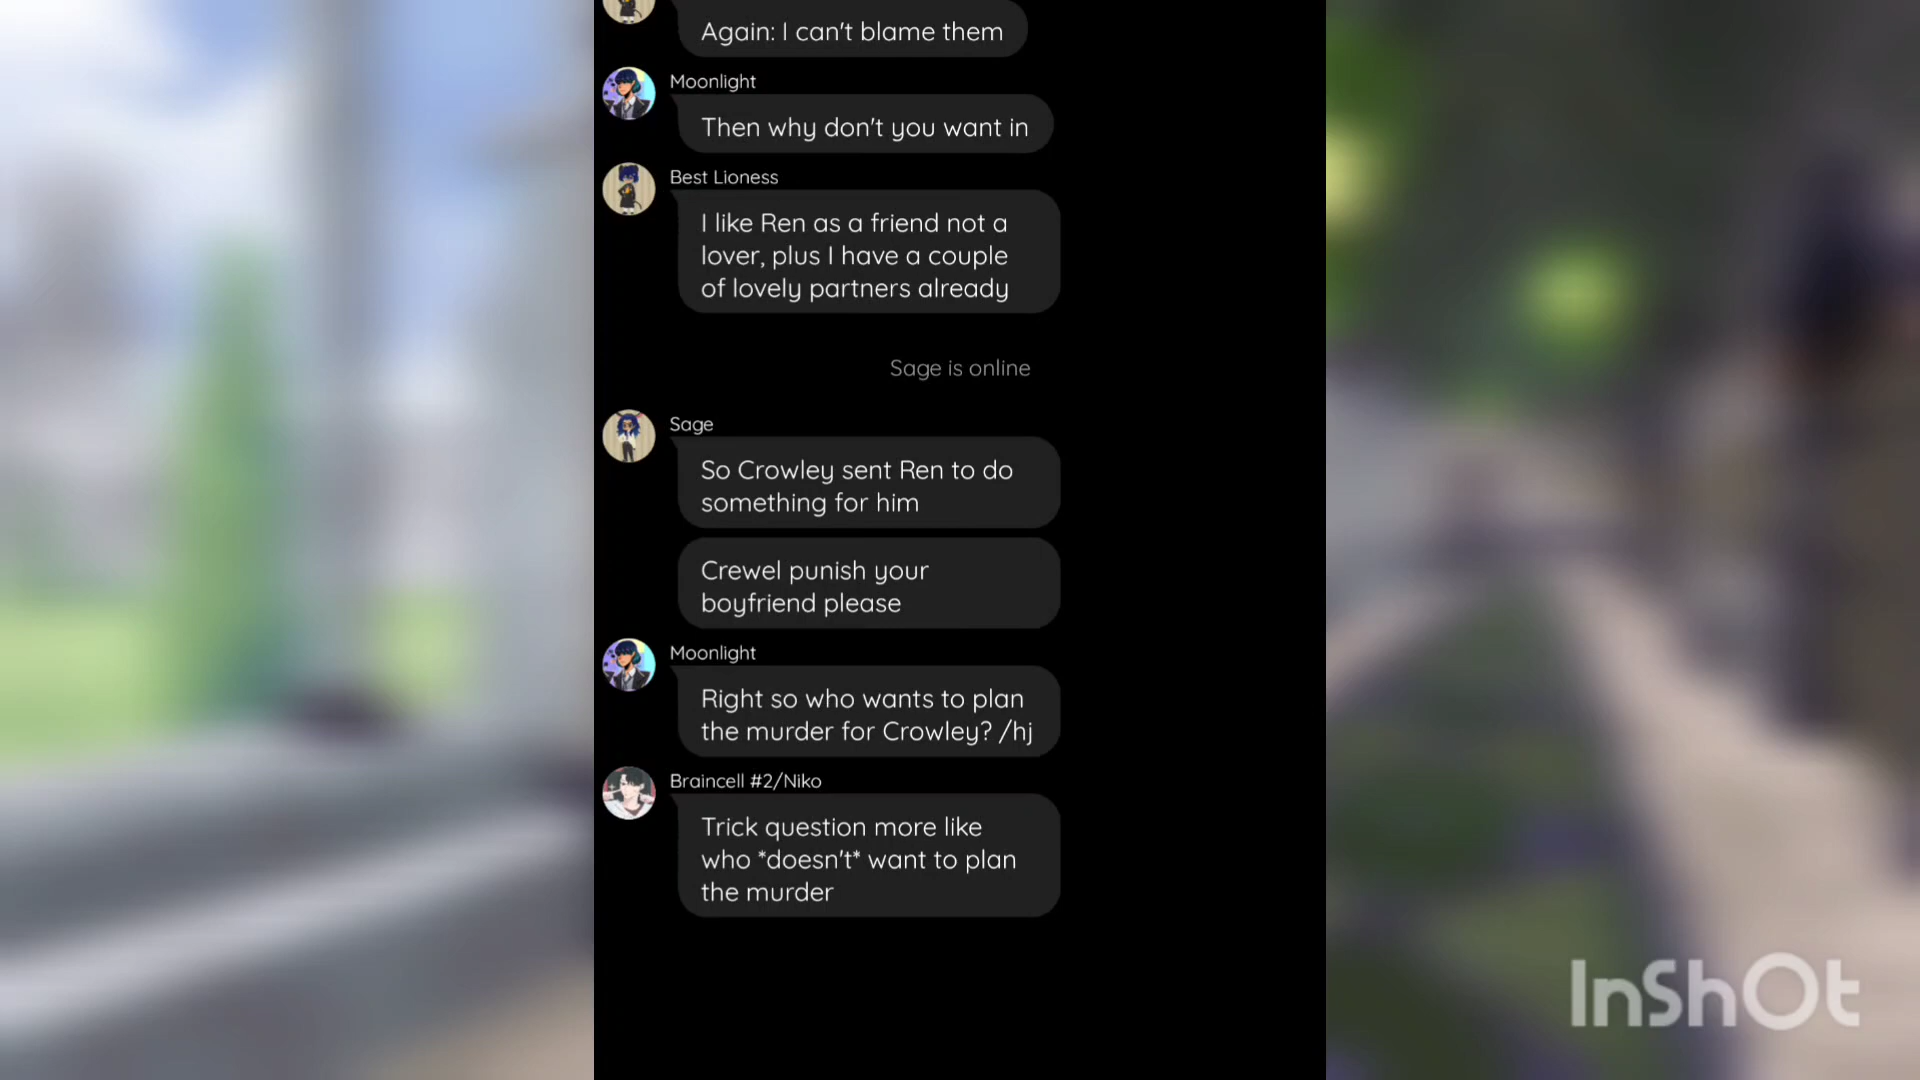 Again: I can't blame them
Moonlight
Then why don't you want in
Best Lioness
I like Ren as a friend not a
lover, plus I have a couple
of lovely partners already
Sage is online
Sage
So Crowley sent Ren to do
something for him
Crewel punish your
boyfriend please
Moonlight
Right so who wants to plan
the murder for Crowley? /hj
Braincell #2/Niko
Trick question more like
who *doesn't* want to plan
the murder
InShOt